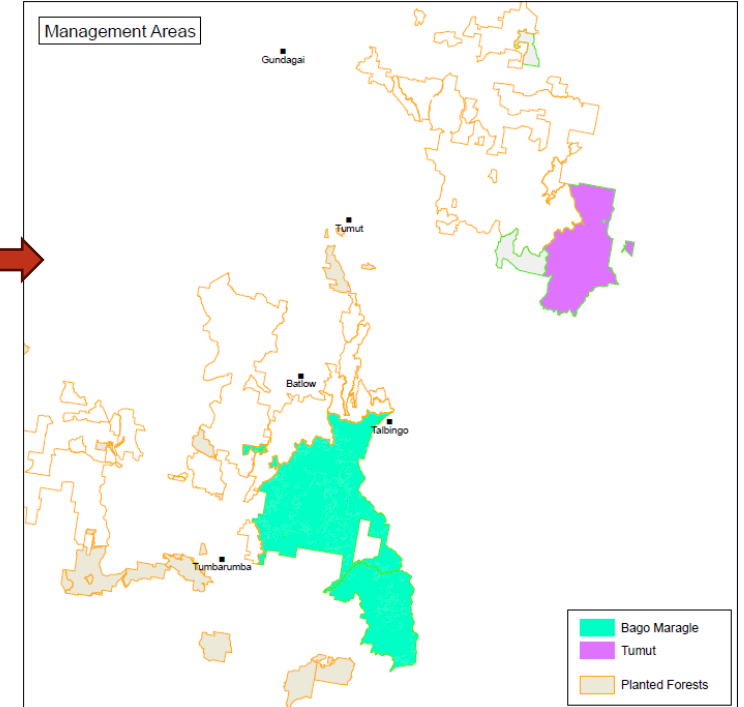 Management Areas
Gundagai
Tumut
Batlow
Talbingo
Tumbarumba
Bago Maragle
Tumut
Planted Forests